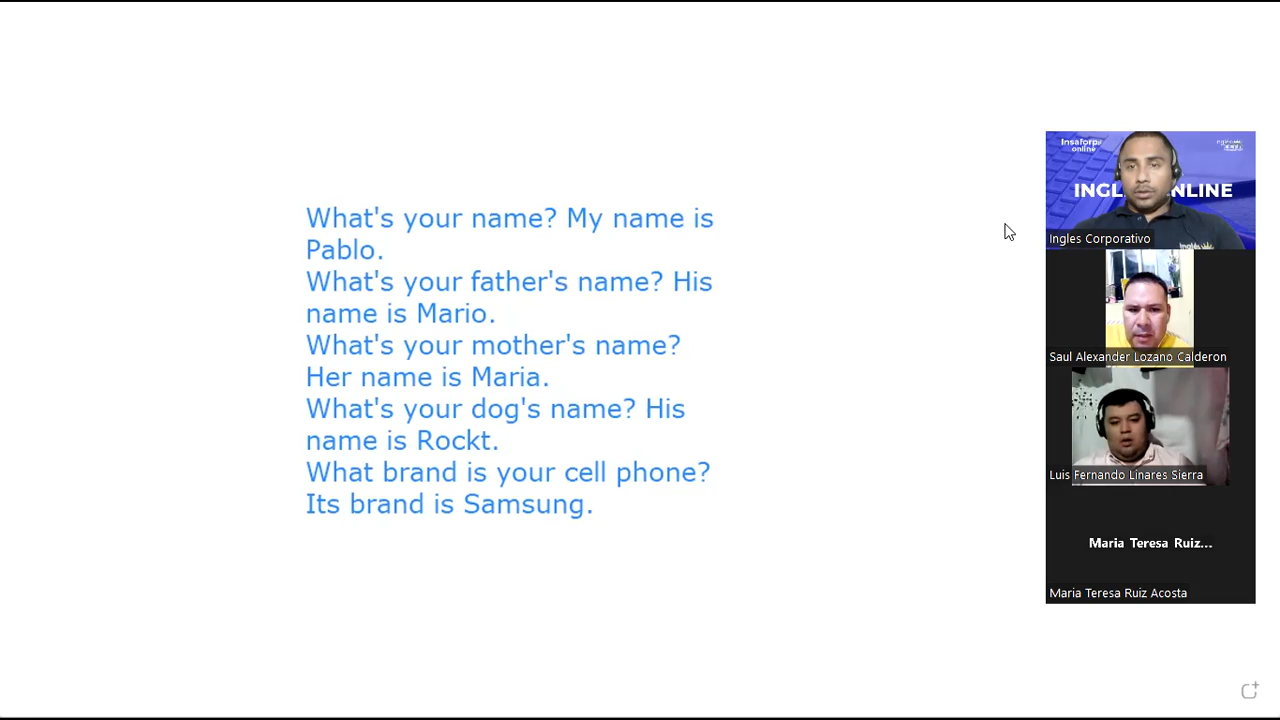 What's your name? My name is
Pablo.
What's your father's name? His
name is Mario.
What's your mother's name?
Her name is Maria.
What's your dog's name? His
name is Rockt.
What brand is your cell phone?
Its brand is Samsung.
Insaforp
online
INGL NLINE
Ingles Corporativo
Saul Alexander Lozano Calderon
Luis Fernando Linares Sierra
Maria Teresa Ruiz...
Maria Teresa Ruiz Acosta